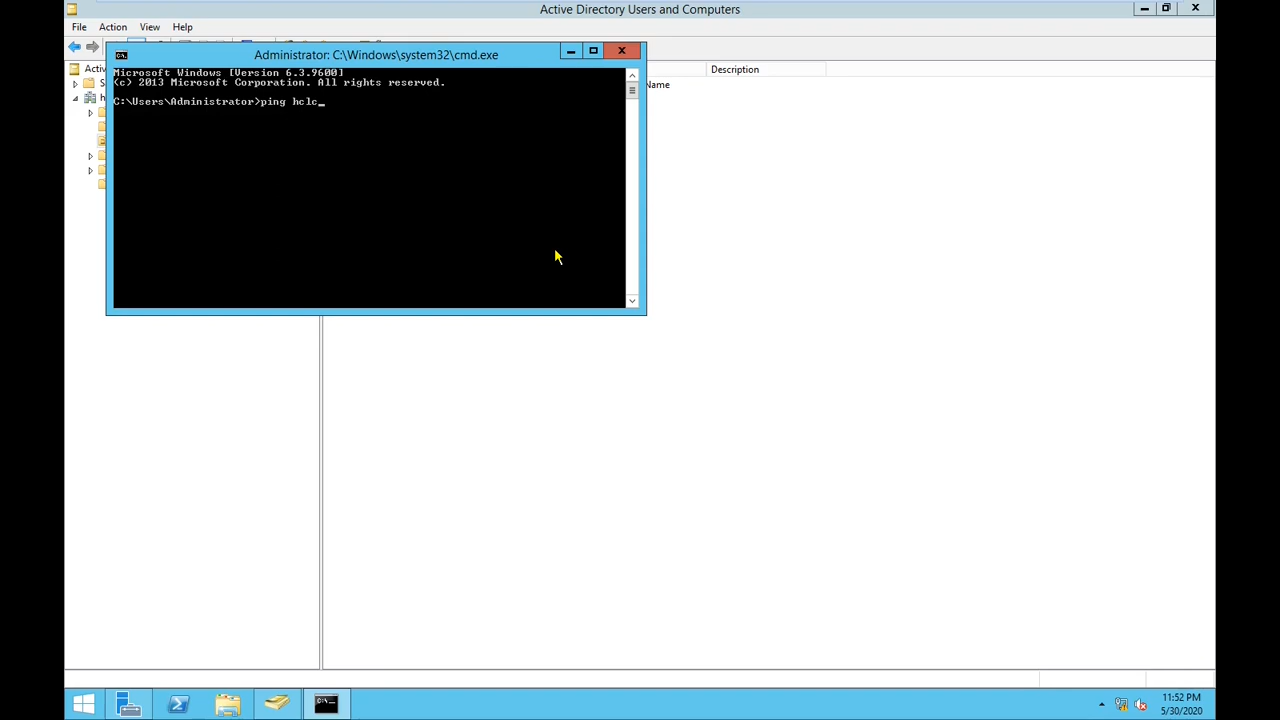 Active Directory Users and Computers
File Action View Help
Administrator: C:\Windows\system32\cmd.exe
Microsoft Windows [Version 6.3.9600]
(c) 2013 Microsoft Corporation. All rights reserved.
C:\Users\Administrator>ping hclc_
Activ
S
h
Name
Description
C:\_
11:52 PM
5/30/2020